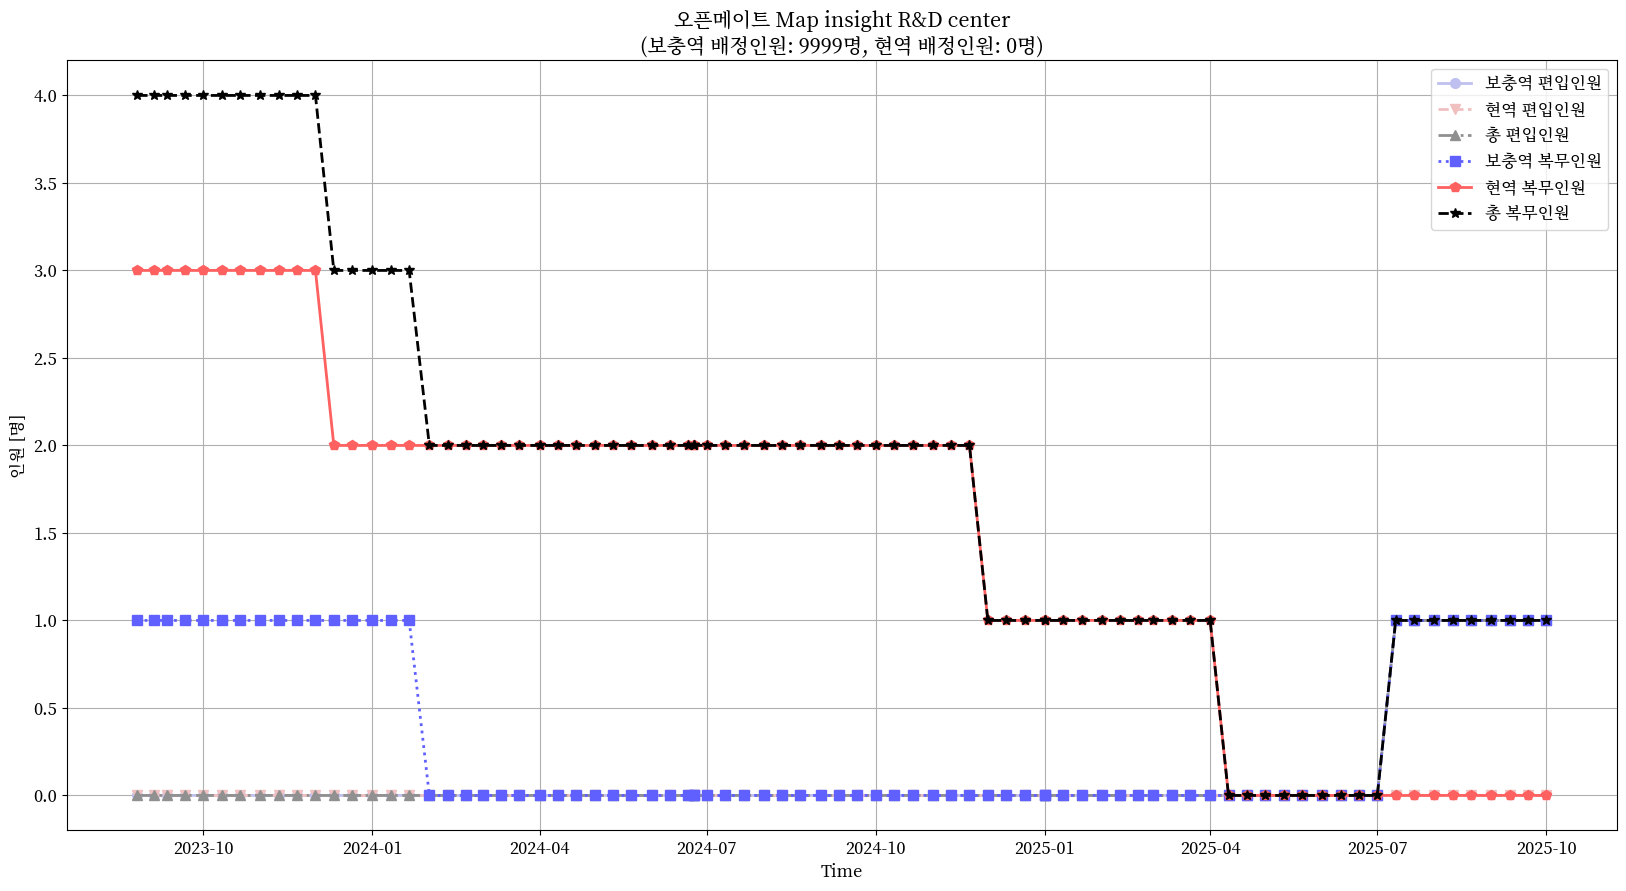 오픈메이트 Map insight R&D center
(보충역 배정인원: 9999명, 현역 배정인원: 0명)
보충역 편입인원
현역 편입인원
총 편입인원
보충역 복무인원
현역 복무인원
총 복무인원
인원 [명]
4.0
3.5
3.0
2.5
2.0
1.5
1.0
0.5
0.0
2023-10
2024-01
2024-04
2024-07
2024-10
2025-01
2025-04
2025-07
2025-10
Time